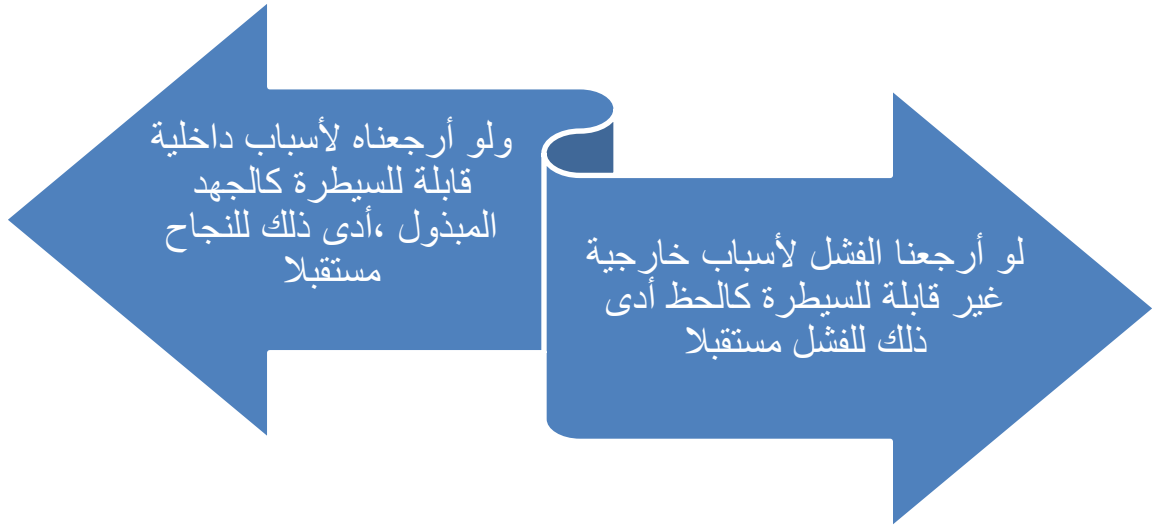 لو أرجعنا الفشل لأسباب خارجية
غير قابلة للسيطرة كالحظ أدى
ذلك للفشل مستقبلا
ولو أرجعناه لأسباب داخلية
قابلة للسيطرة كالجهد
المبذول ،أدى ذلك للنجاح
مستقبلا